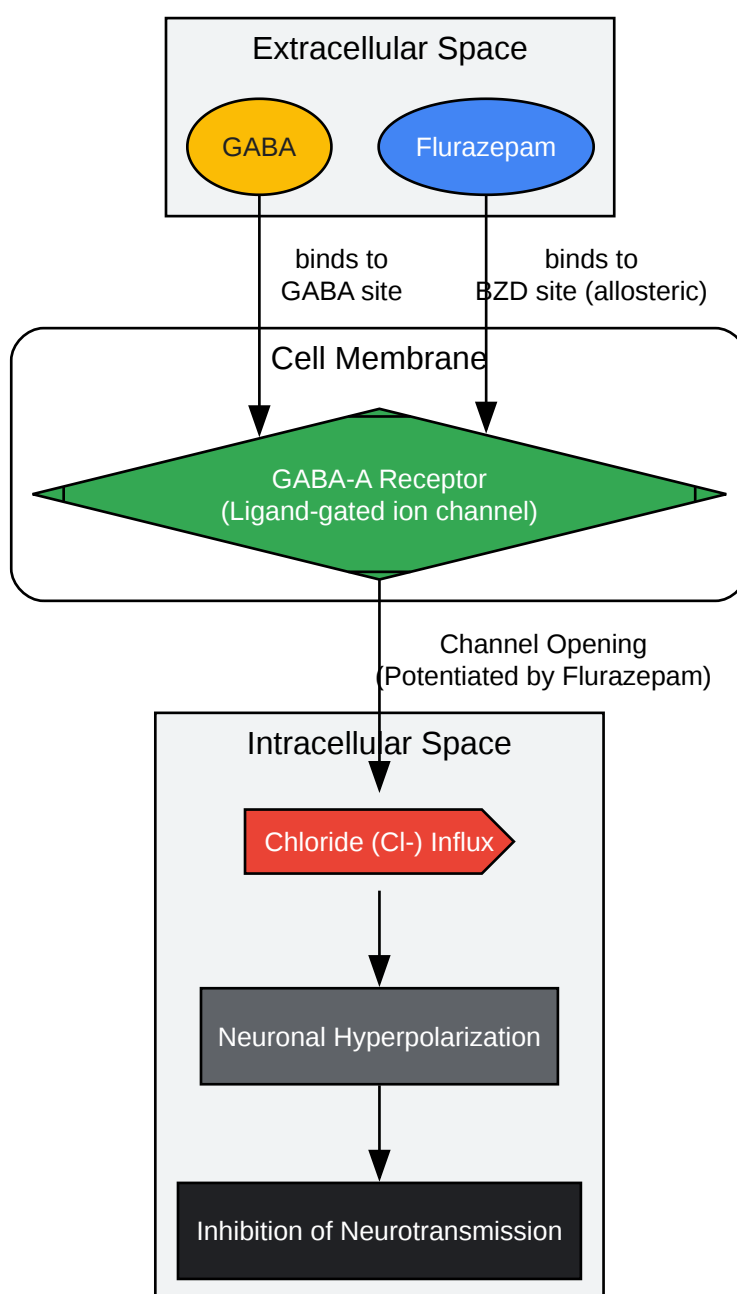 Extracellular Space
GABA
Flurazepam
binds to
GABA site
binds to
BZD site (allosteric)
Cell Membrane
GABA-A Receptor
(Ligand-gated ion channel)
Channel Opening
(Potentiated by Flurazepam)
Intracellular Space
Chloride (Cl-) Influx
Neuronal Hyperpolarization
Inhibition of Neurotransmission